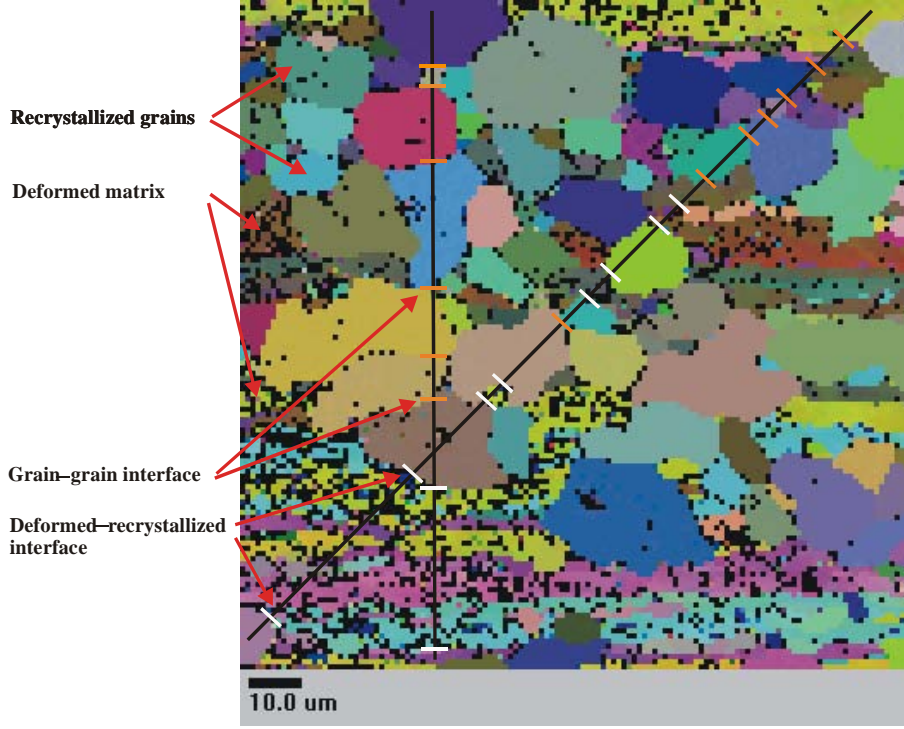 Recrystallized grains
Deformed matrix
Grain–grain interface
Deformed–recrystallized
interface
10.0 um